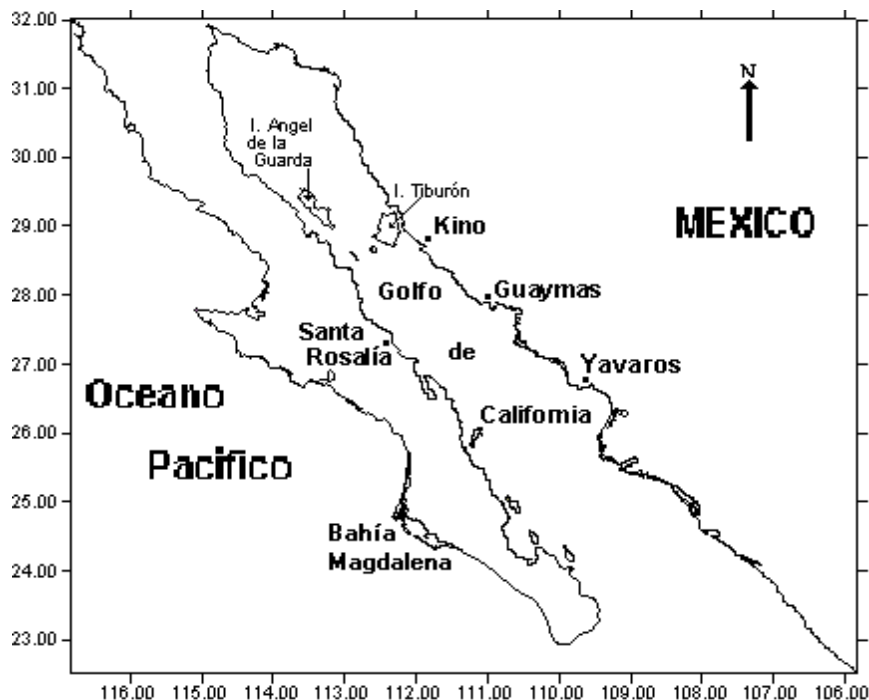 32.00
31.00
30.00
29.00
28.00
27.00
26.00
25.00
24.00
23.00
N
I. Angel
de la
Guarda
I. Tiburón
Kino
MEXICO
Golfo
Guaymas
Santa
Rosalía
de
Yavaros
Oceano
California
Pacifico
Bahía
Magdalena
116.00 115.00 114.00 113.00 112.00 111.00 110.00 109.00 108.00 107.00 106.00